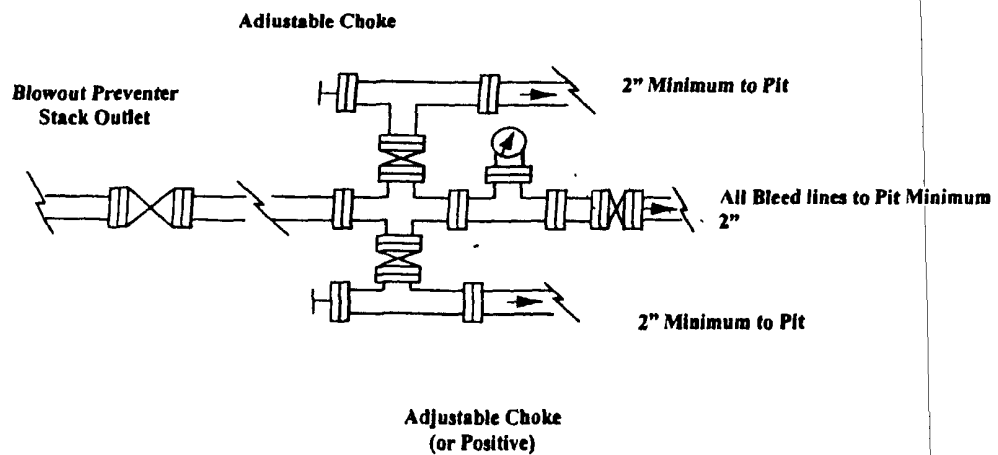 Adjustable Choke
Blowout Preventer
Stack Outlet
2" Minimum to Pit
All Bleed lines to Pit Minimum
2"
2" Minimum to Pit
Adjustable Choke
(or Positive)